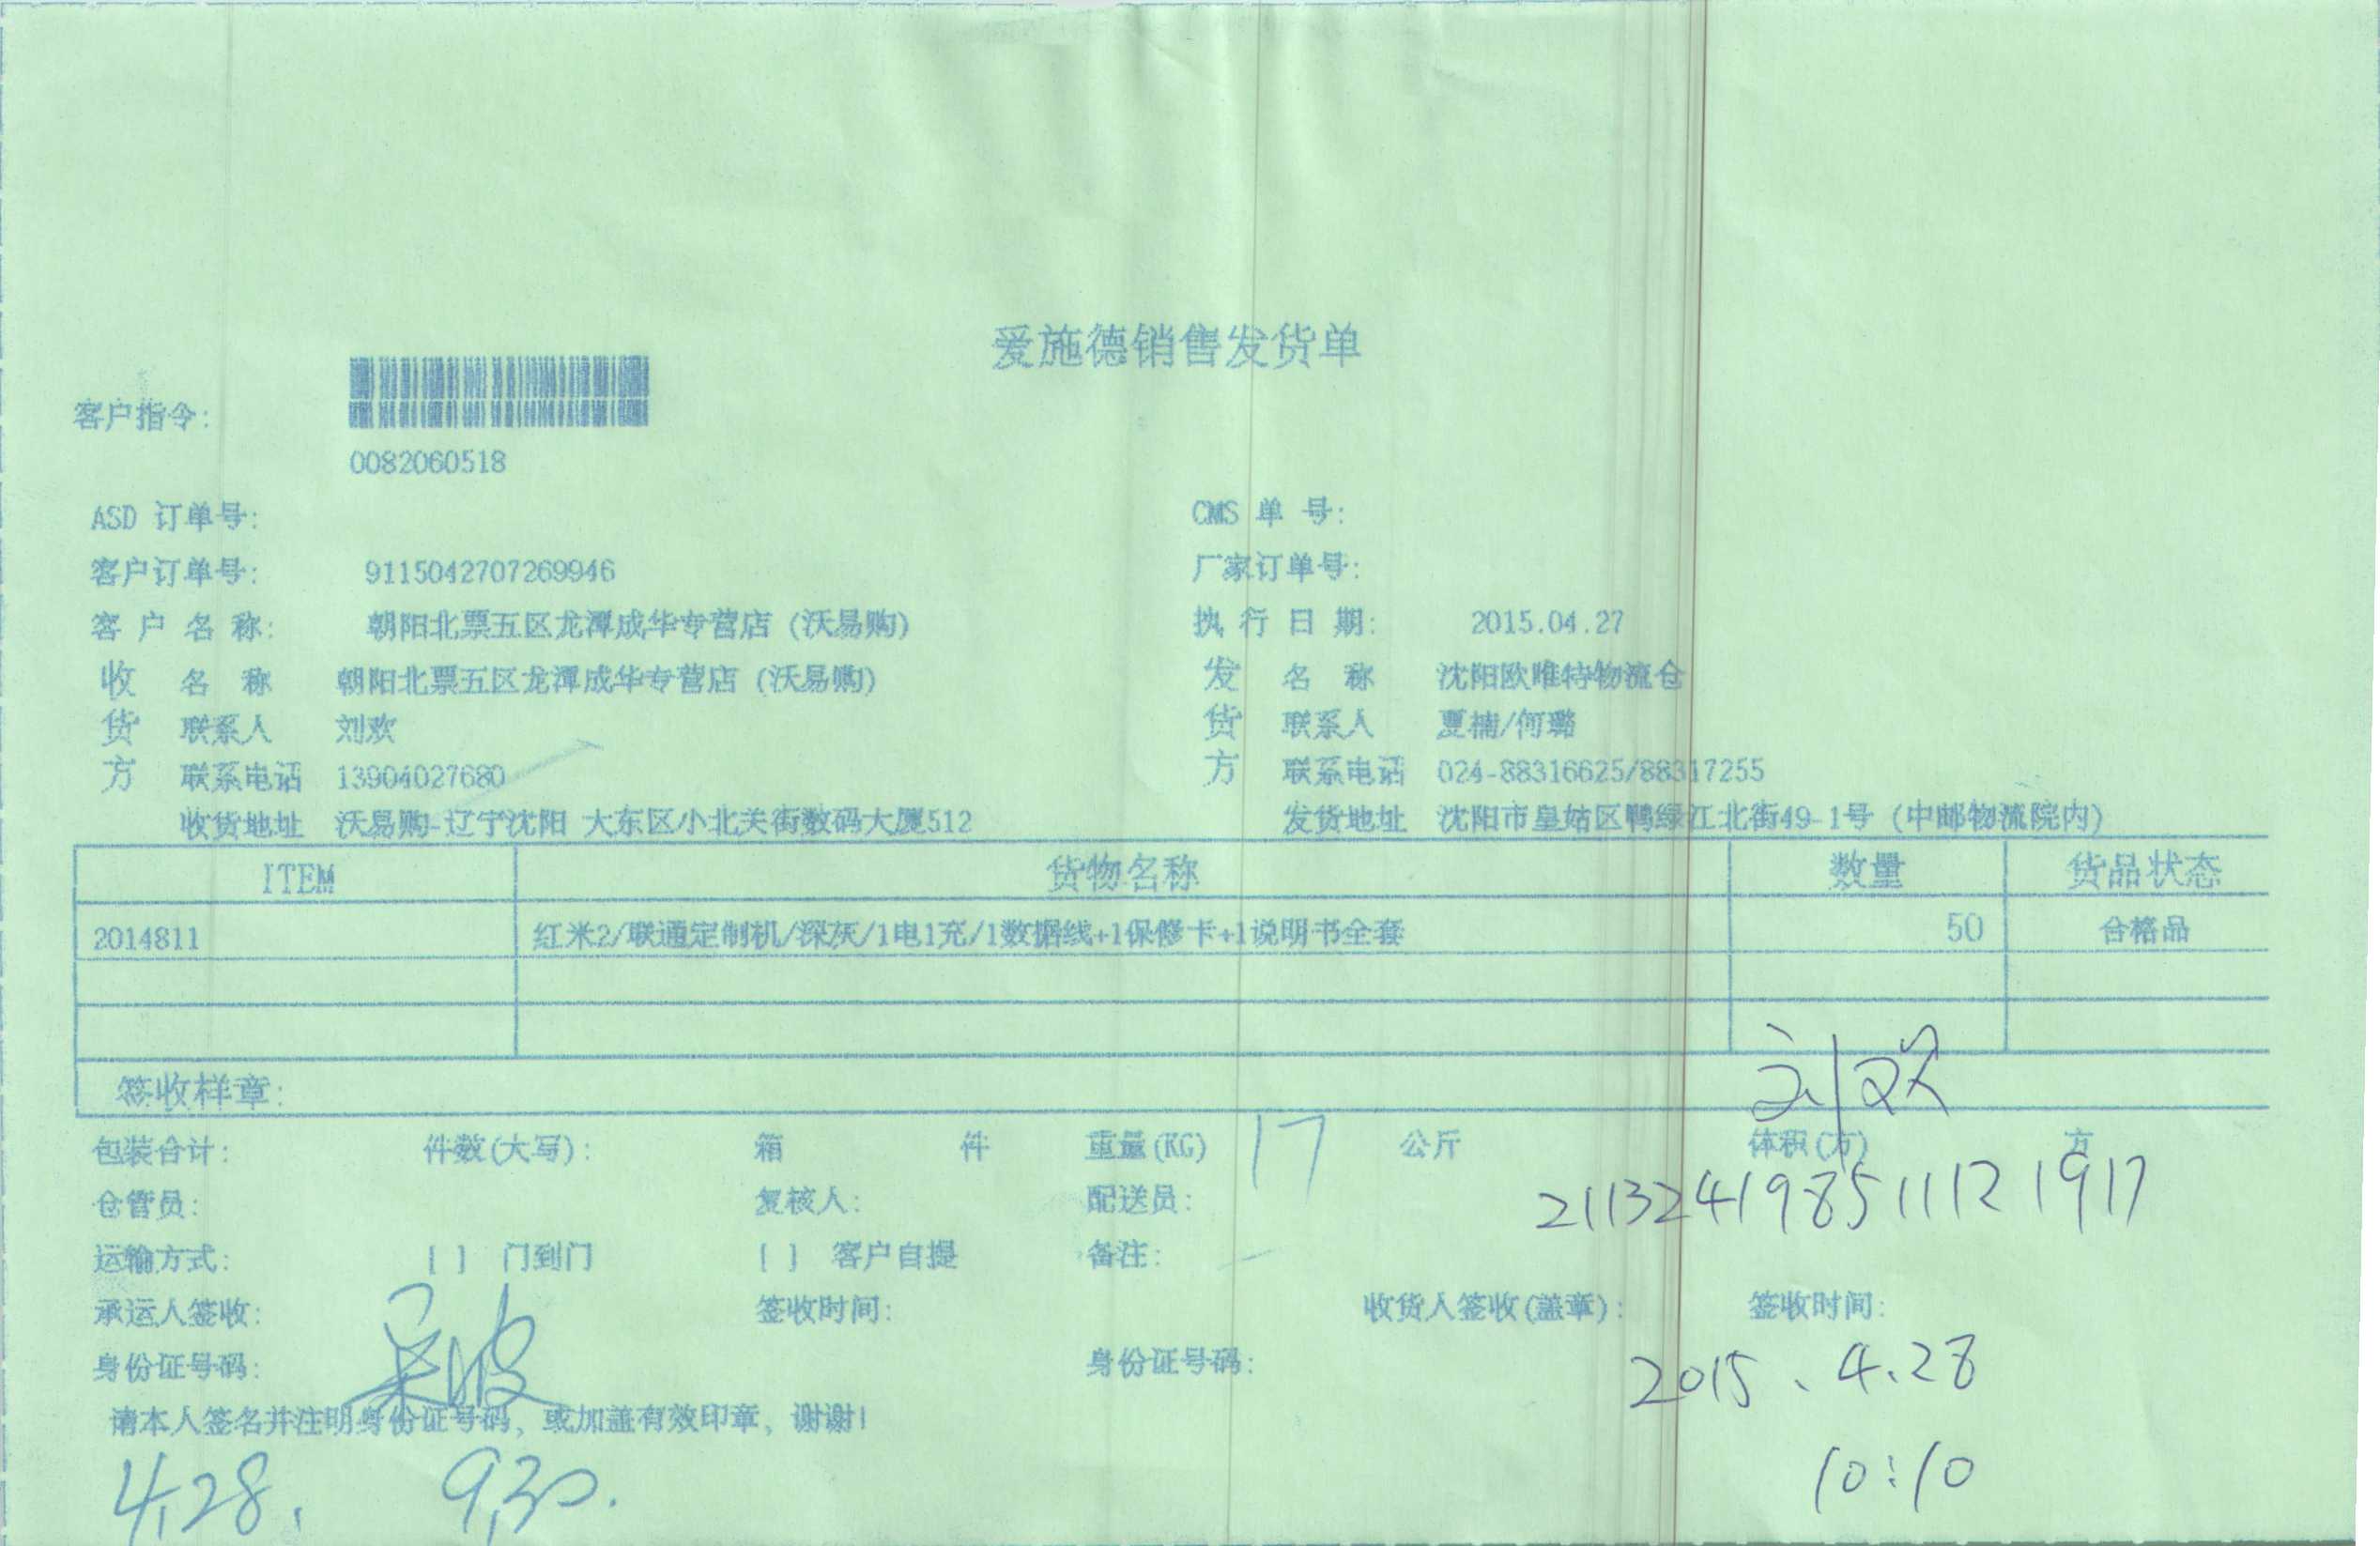 爱施德销售发货单
客户指令:
0082060518
ASD 订单号: CMS 单 号:
客户订单号: 9115042707269946 厂家订单号:
客 户 名 称: 朝阳北票五区龙潭成华专营店 (沃易购) 执 行 日 期: 2015.04.27
收 名 称 朝阳北票五区龙潭成华专营店 (沃易购) 发 名 称 沈阳欧唯特物流仓
货 联系人 刘欢 货 联系人 夏楠/何璐
方 联系电话 13904027680 方 联系电话 024-88316625/88317255
收货地址 沃易购-辽宁沈阳 大东区小北关街数码大厦512 发货地址 沈阳市皇姑区鸭绿江北街49-1号 (中邮物流院内)
ITEM 货物名称 数量 货品状态
2014811 红米2/联通定制机/深灰/1电1充/1数据线+1保修卡+1说明书全套 50 合格品
刘欢
签收样章:
包装合计: 件数(大写): 箱 件 重量(KG) 17 公斤 体积(方) 方
仓管员: 复核人: 配送员: 211324198511121917
运输方式: [ ] 门到门 [ ] 客户自提 备注:
承运人签收: 签收时间: 收货人签收(盖章): 签收时间:
身份证号码: 身份证号码: 2015、4.28
请本人签名并注明身份证号码, 或加盖有效印章、谢谢!
4.28. 9,30. 10:10